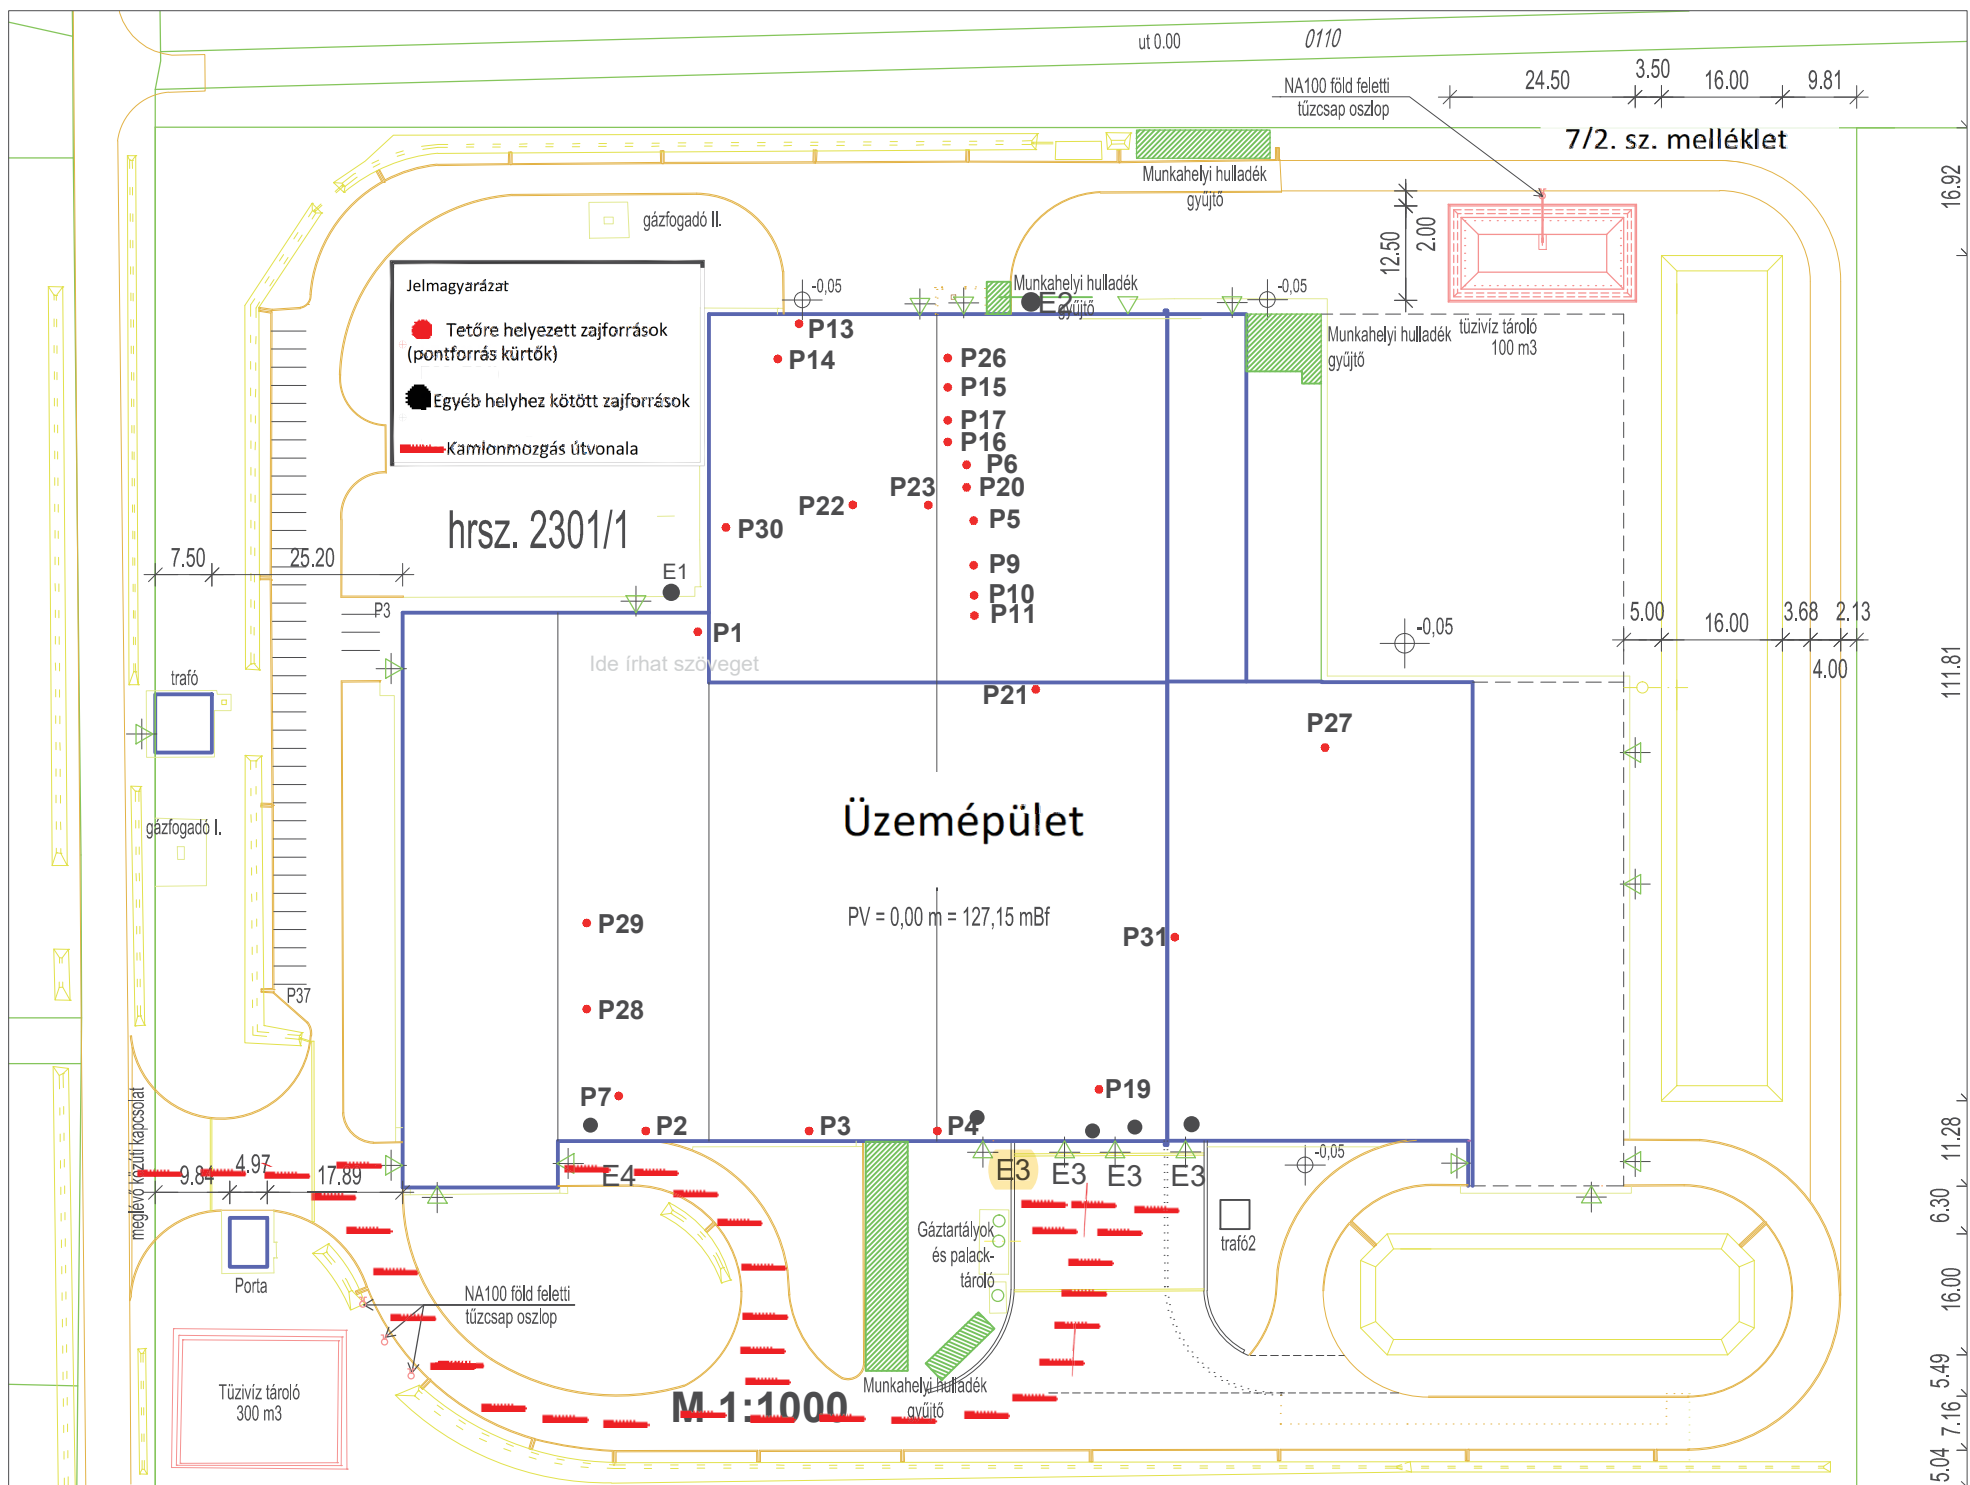 ut 0.00
0110
NA100 föld feletti
tűzcsap oszlop
24.50
3.50
16.00
9.81
7/2. sz. melléklet
16.92
Munkahelyi hulladék
gyűjtő
gázfogadó II.
12.50
2.00
Jelmagyarázat
Tetőre helyezett zajforrások
(pontforrás kürtők)
Egyéb helyhez kötött zajforrások
Kamionmozgás útvonala
-0,05
Munkahelyi hulladék
gyűjtő
E2
-0,05
Munkahelyi hulladék
gyűjtő
tüzivíz tároló
100 m3
P13
P14
P26
P15
P17
P16
P6
P20
P23
P22
P5
P30
P9
P10
P11
hrsz. 2301/1
7.50
25.20
E1
P3
P1
Ide írhat szöveget
-0,05
5.00
16.00
3.68
2.13
4.00
111.81
trafó
P21
P27
gázfogadó I.
Üzemépület
PV = 0,00 m = 127,15 mBf
P29
P31
P37
P28
P7
P2
P3
P4
P19
meglévő közúti kapcsolat
9.84
4.97
17.89
E4
E3
E3
E3
E3
-0,05
11.28
6.30
16.00
5.49
7.16
5.04
Porta
NA100 föld feletti
tűzcsap oszlop
Gáztartályok
és palack-
tároló
trafó2
Tüzivíz tároló
300 m3
M 1:1000
Munkahelyi hulladék
gyűjtő